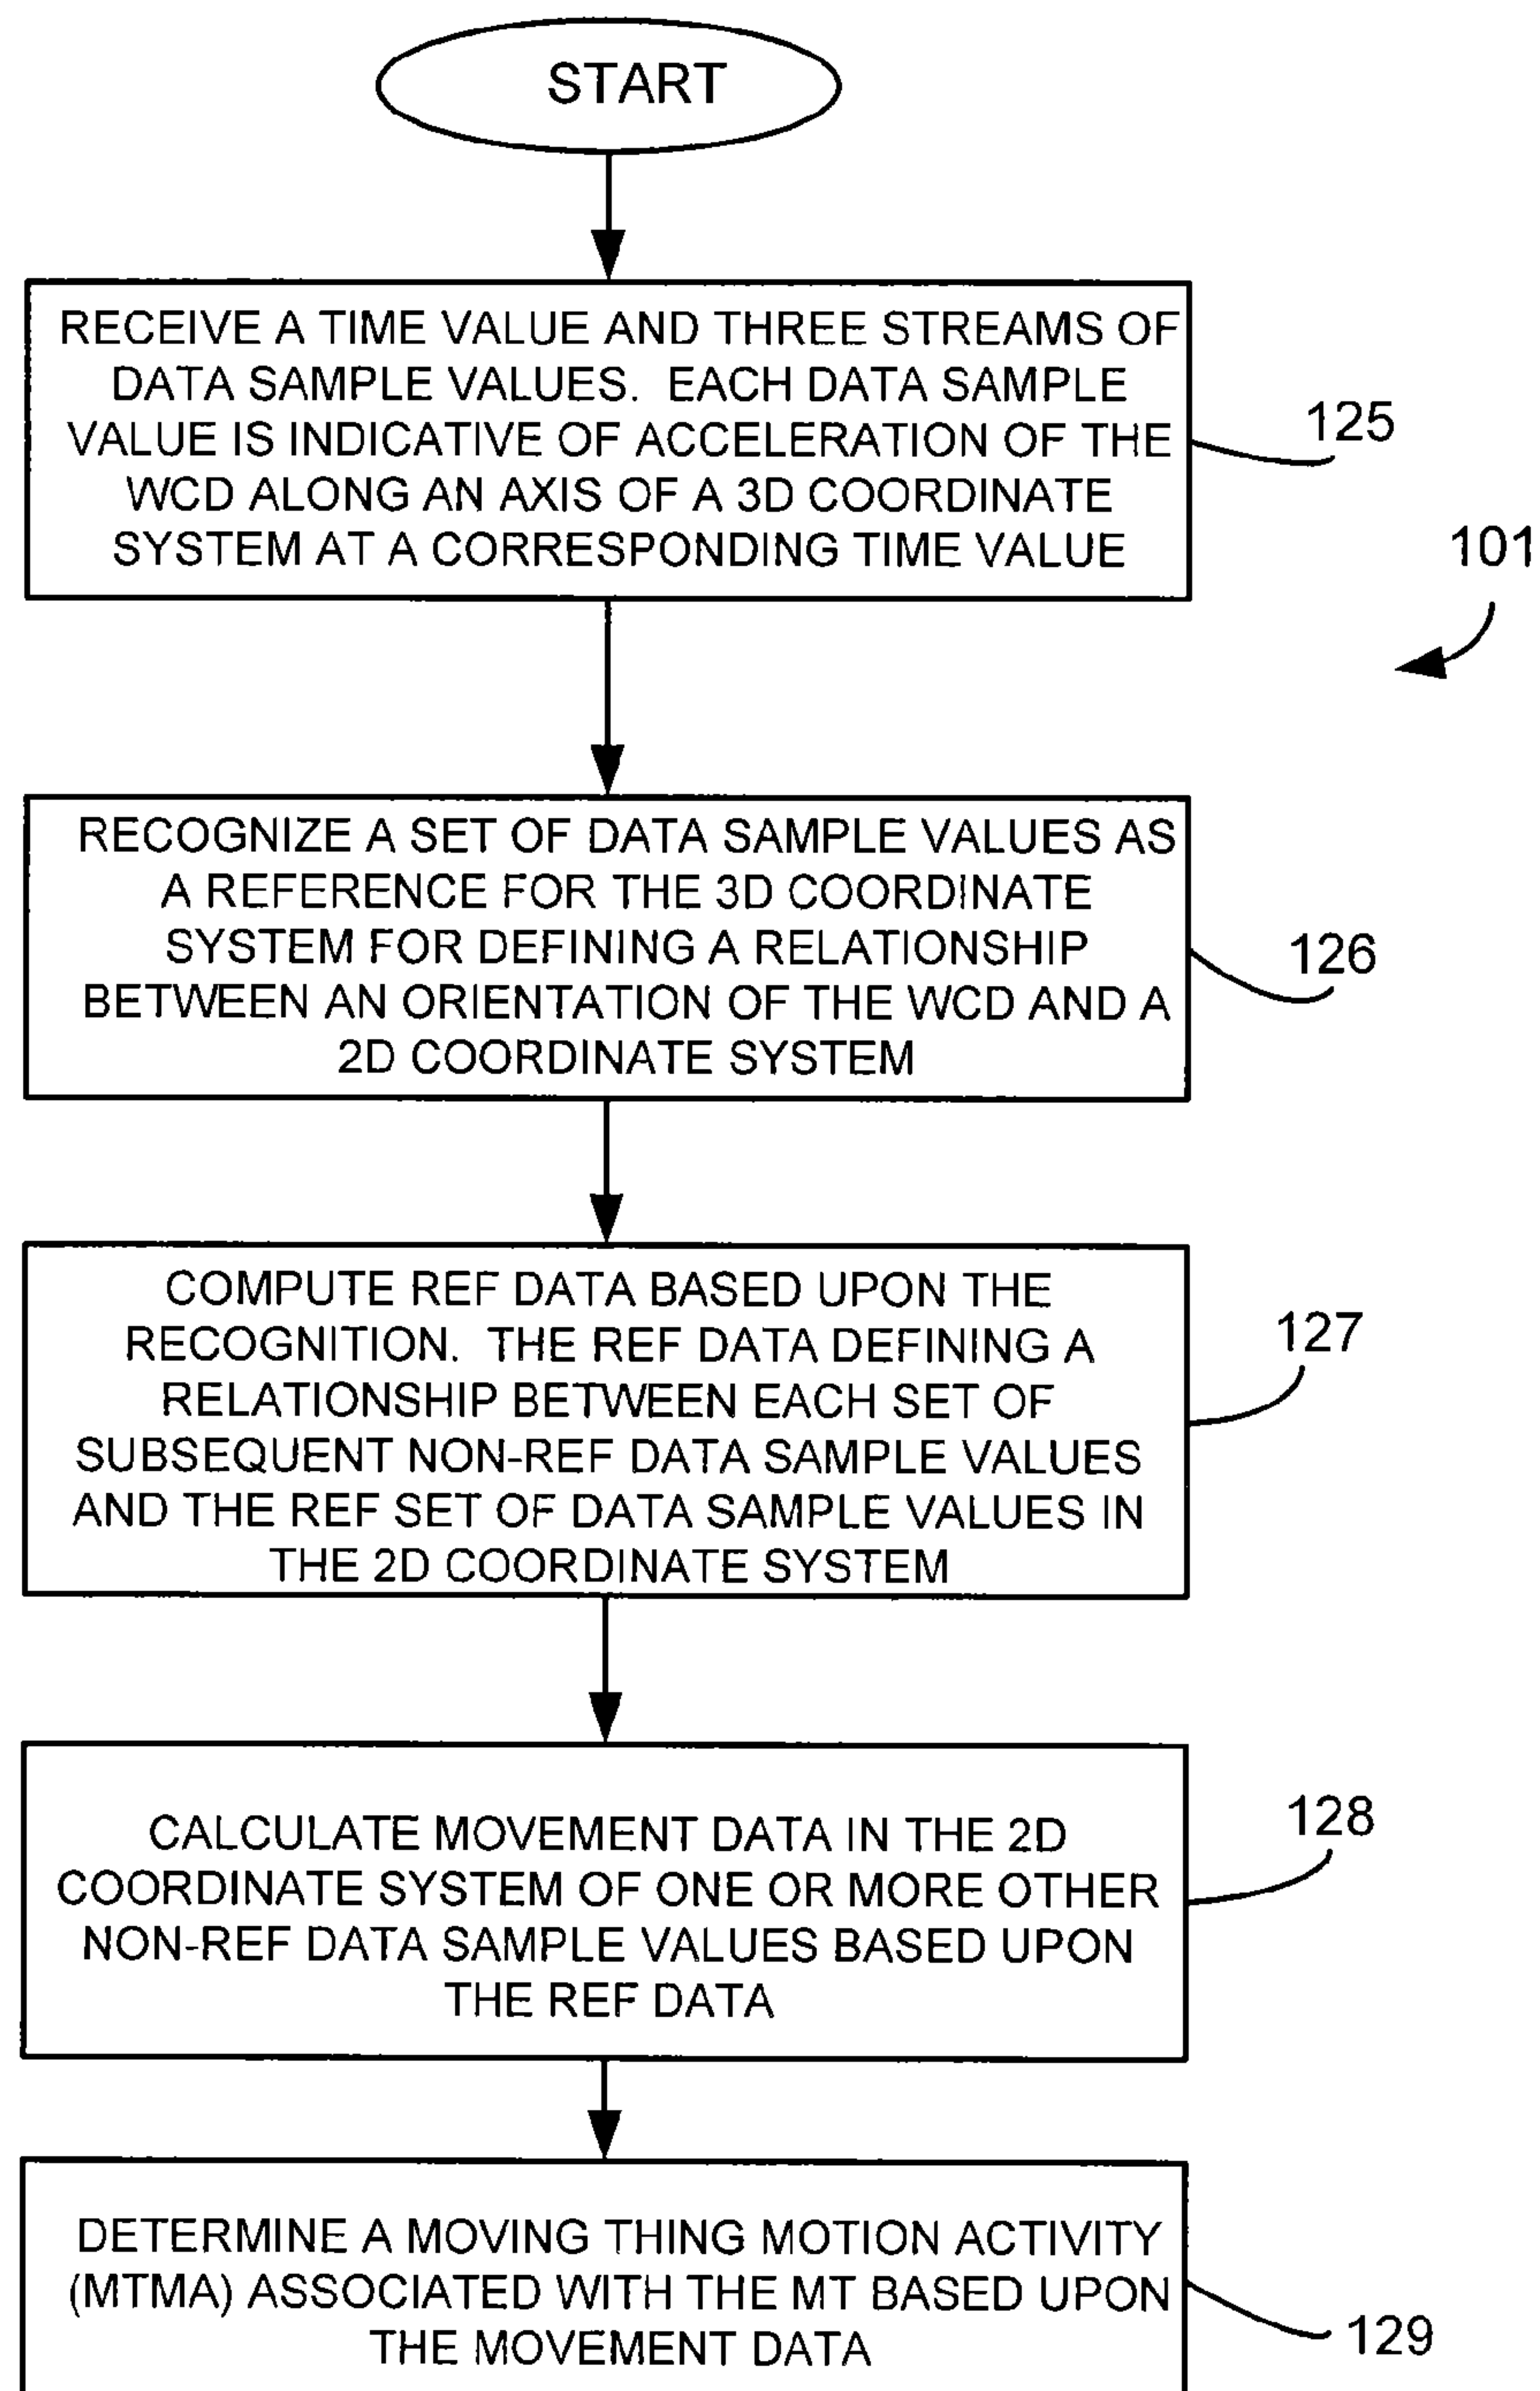 START
RECEIVE A TIME VALUE AND THREE STREAMS OF
DATA SAMPLE VALUES. EACH DATA SAMPLE
VALUE IS INDICATIVE OF ACCELERATION OF THE
WCD ALONG AN AXIS OF A 3D COORDINATE
SYSTEM AT A CORRESPONDING TIME VALUE
125
101
RECOGNIZE A SET OF DATA SAMPLE VALUES AS
A REFERENCE FOR THE 3D COORDINATE
SYSTEM FOR DEFINING A RELATIONSHIP
BETWEEN AN ORIENTATION OF THE WCD AND A
2D COORDINATE SYSTEM
126
COMPUTE REF DATA BASED UPON THE
RECOGNITION. THE REF DATA DEFINING A
RELATIONSHIP BETWEEN EACH SET OF
SUBSEQUENT NON-REF DATA SAMPLE VALUES
AND THE REF SET OF DATA SAMPLE VALUES IN
THE 2D COORDINATE SYSTEM
127
CALCULATE MOVEMENT DATA IN THE 2D
COORDINATE SYSTEM OF ONE OR MORE OTHER
NON-REF DATA SAMPLE VALUES BASED UPON
THE REF DATA
128
DETERMINE A MOVING THING MOTION ACTIVITY
(MTMA) ASSOCIATED WITH THE MT BASED UPON
THE MOVEMENT DATA
129